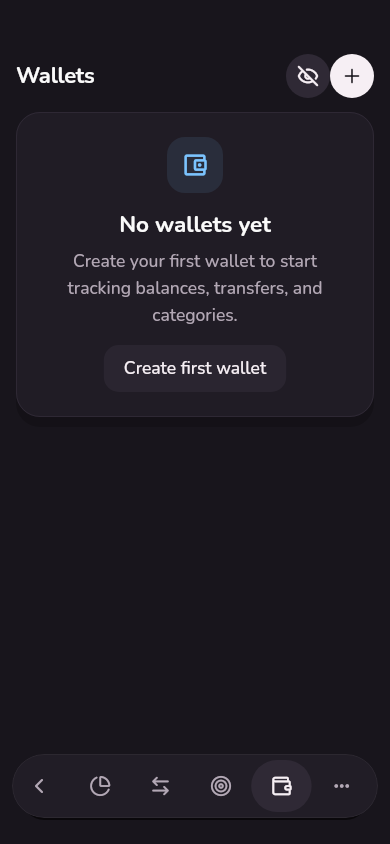 Wallets
No wallets yet
Create your first wallet to start
tracking balances, transfers, and
categories.
Create first wallet